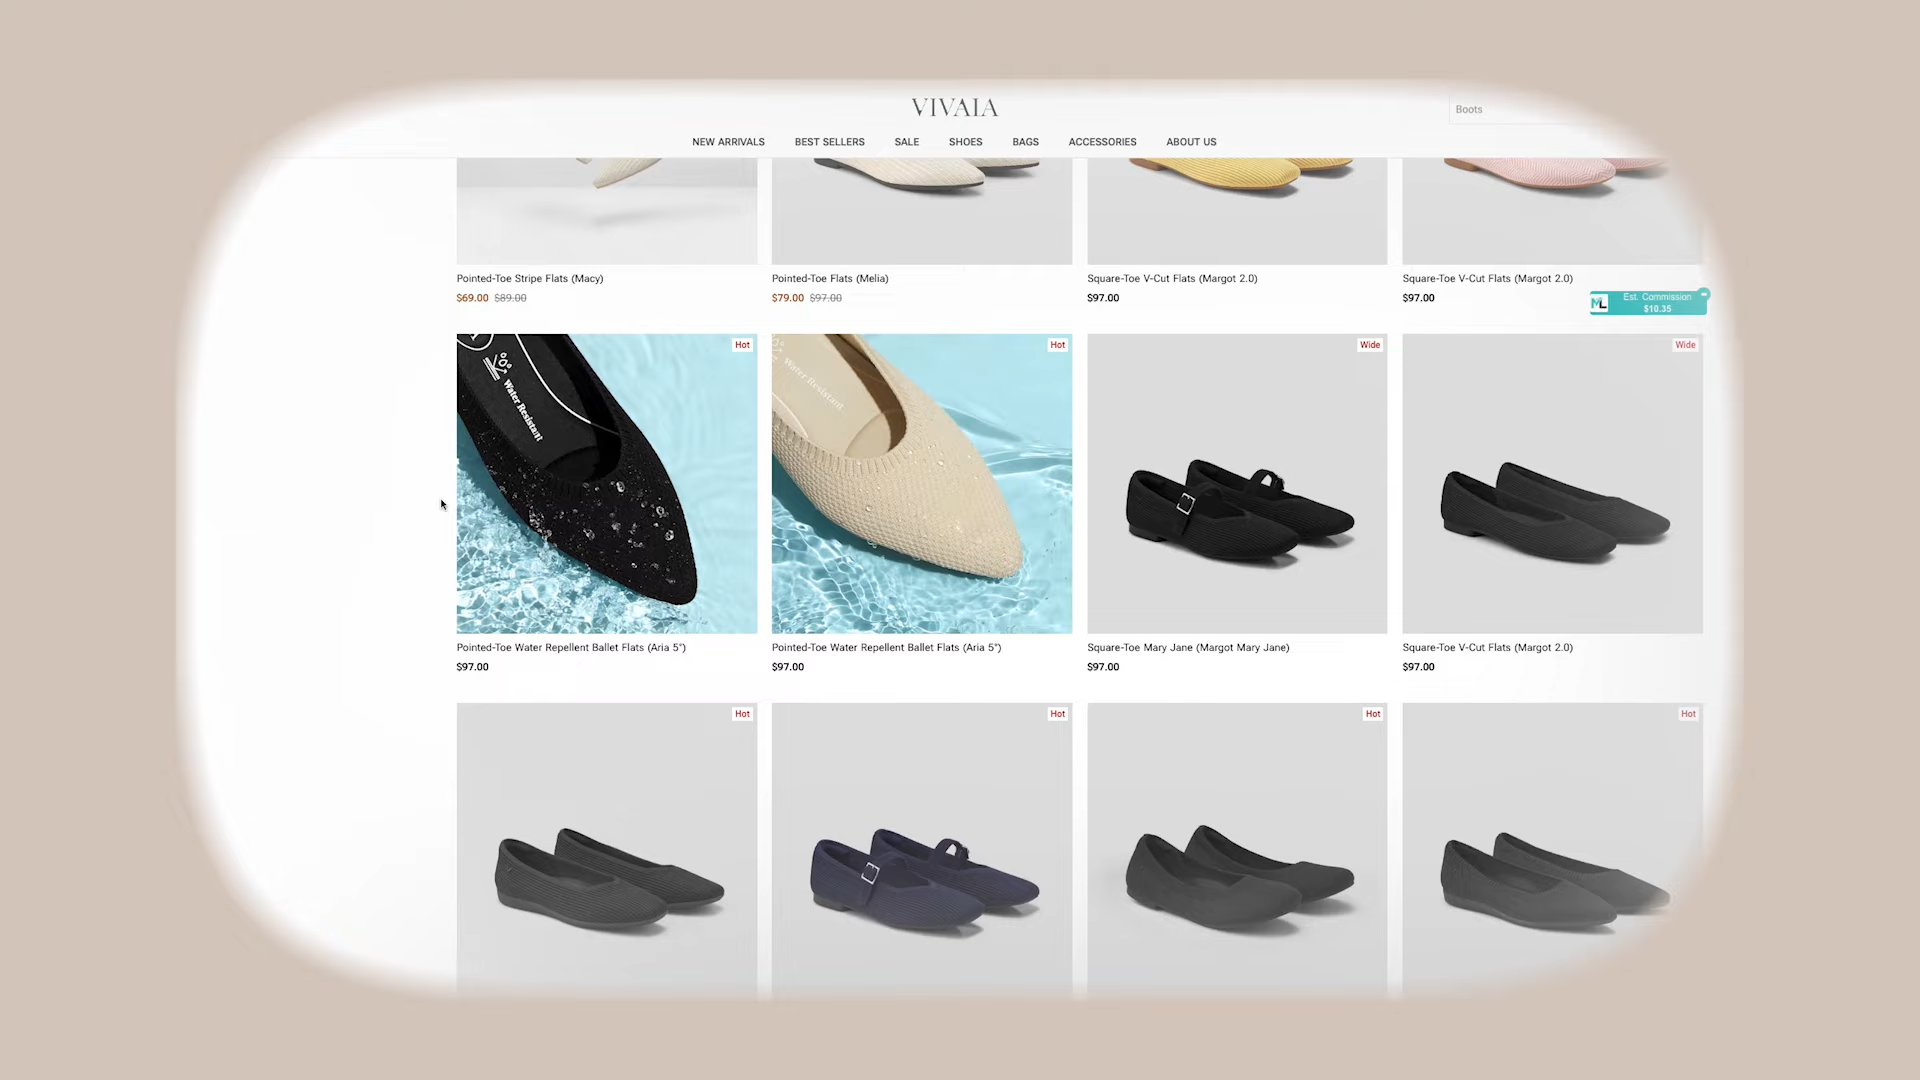 VIVAIA
Boots
NEW ARRIVALS BEST SELLERS SALE SHOES BAGS ACCESSORIES ABOUT US
Pointed-Toe Stripe Flats (Macy)
$69.00 $89.00
Pointed-Toe Flats (Melia)
$79.00 $97.00
Square-Toe V-Cut Flats (Margot 2.0)
$97.00
Square-Toe V-Cut Flats (Margot 2.0)
$97.00
ML
Est. Commission
$10.35
Hot
Water Resistant
Hot
Water Resistant
Wide
Wide
Pointed-Toe Water Repellent Ballet Flats (Aria 5°)
$97.00
Pointed-Toe Water Repellent Ballet Flats (Aria 5°)
$97.00
Square-Toe Mary Jane (Margot Mary Jane)
$97.00
Square-Toe V-Cut Flats (Margot 2.0)
$97.00
Hot
Hot
Hot
Hot